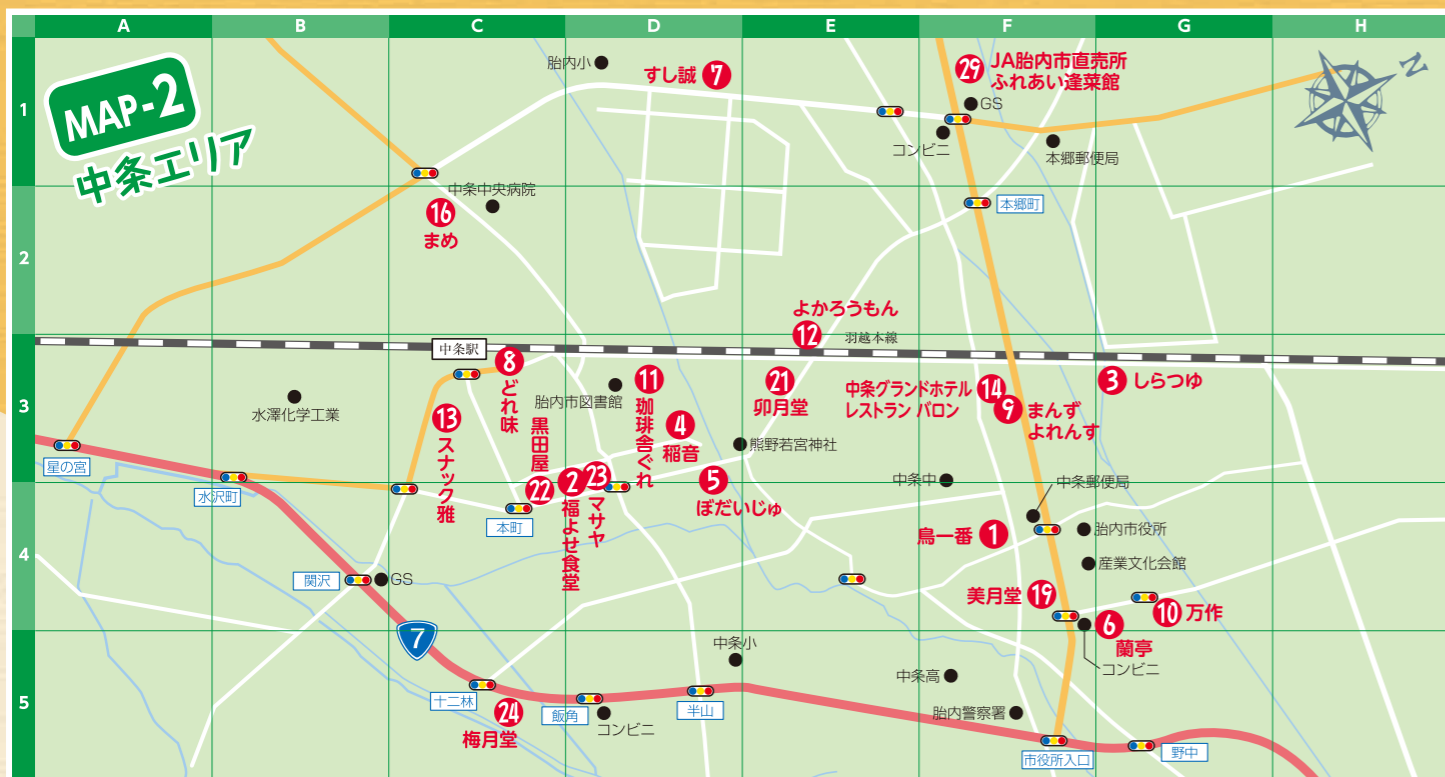 A B C D E F G H
1
2
3
4
5
MAP-2
中条エリア
N
胎内小
すし誠 7
29 JA胎内市直売所
ふれあい逢菜館
GS
コンビニ
本郷郵便局
中条中央病院
16
まめ
本郷町
よかろうもん
12
羽越本線
中条駅
8
どれ味
水澤化学工業
13
スナック雅
胎内市図書館
11
珈琲舎ぐれ
4
稲音
21
卯月堂
熊野若宮神社
中条グランドホテル
レストラン バロン
14
9 まんず
よれんす
3 しらつゆ
星の宮
水沢町
黒田屋
22
本町
2
福よせ食堂
23
マサヤ
5
ぼだいじゅ
中条中
中条郵便局
鳥一番 1
胎内市役所
産業文化会館
関沢
GS
美月堂 19
10 万作
6
蘭亭
コンビニ
7
十二林
24
梅月堂
飯角
コンビニ
中条小
半山
中条高
胎内警察署
市役所入口
野中